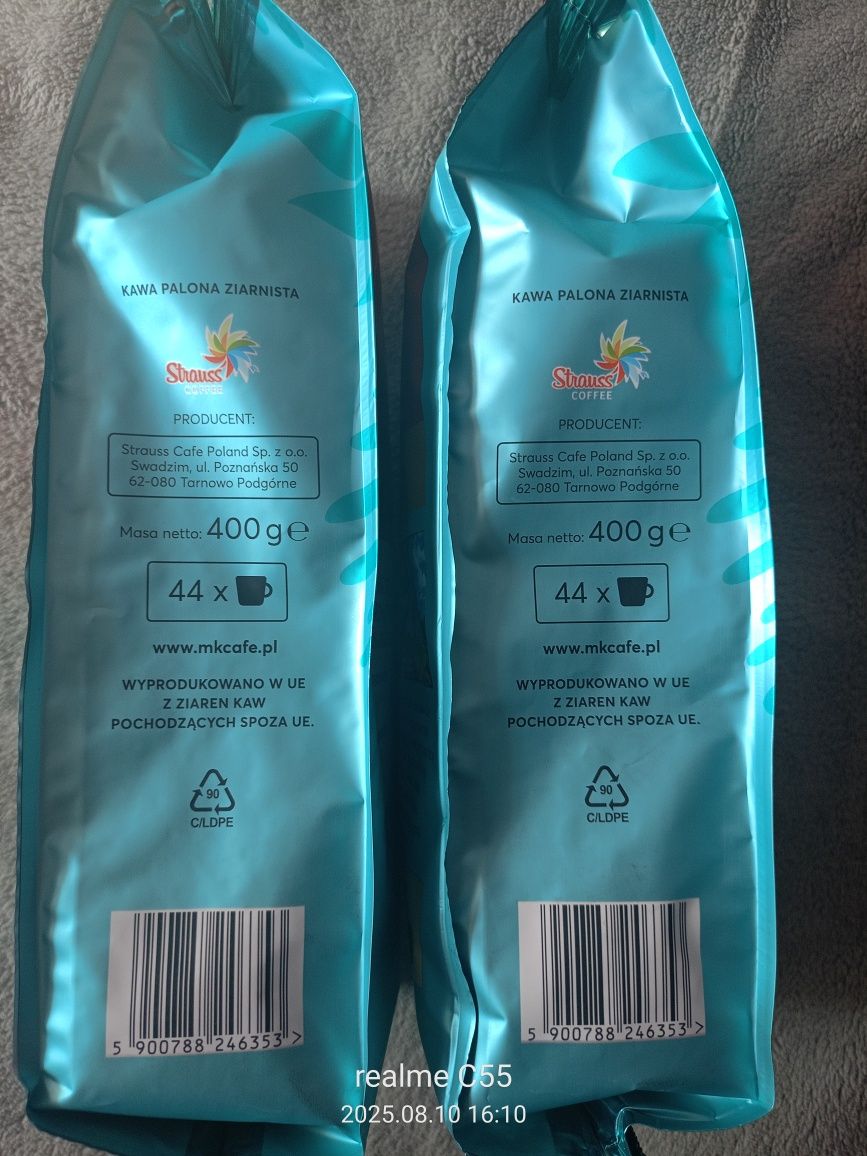 KAWA PALONA ZIARNISTA
Strauss
COFFEE
PRODUCENT:
Strauss Cafe Poland Sp. z o.o.
Swadzim, ul. Poznańska 50
62-080 Tarnowo Podgórne
Masa netto: 400 g ℮
44 x
www.mkcafe.pl
WYPRODUKOWANO W UE
Z ZIAREN KAW
POCHODZĄCYCH SPOZA UE.
90
C/LDPE
5 900788 246353 >
KAWA PALONA ZIARNISTA
Strauss
COFFEE
PRODUCENT:
Strauss Cafe Poland Sp. z o.o.
Swadzim, ul. Poznańska 50
62-080 Tarnowo Podgórne
Masa netto: 400 g ℮
44 x
www.mkcafe.pl
WYPRODUKOWANO W UE
Z ZIAREN KAW
POCHODZĄCYCH SPOZA UE.
90
C/LDPE
5 900788 246353 >
realme C55
2025.08.10 16:10